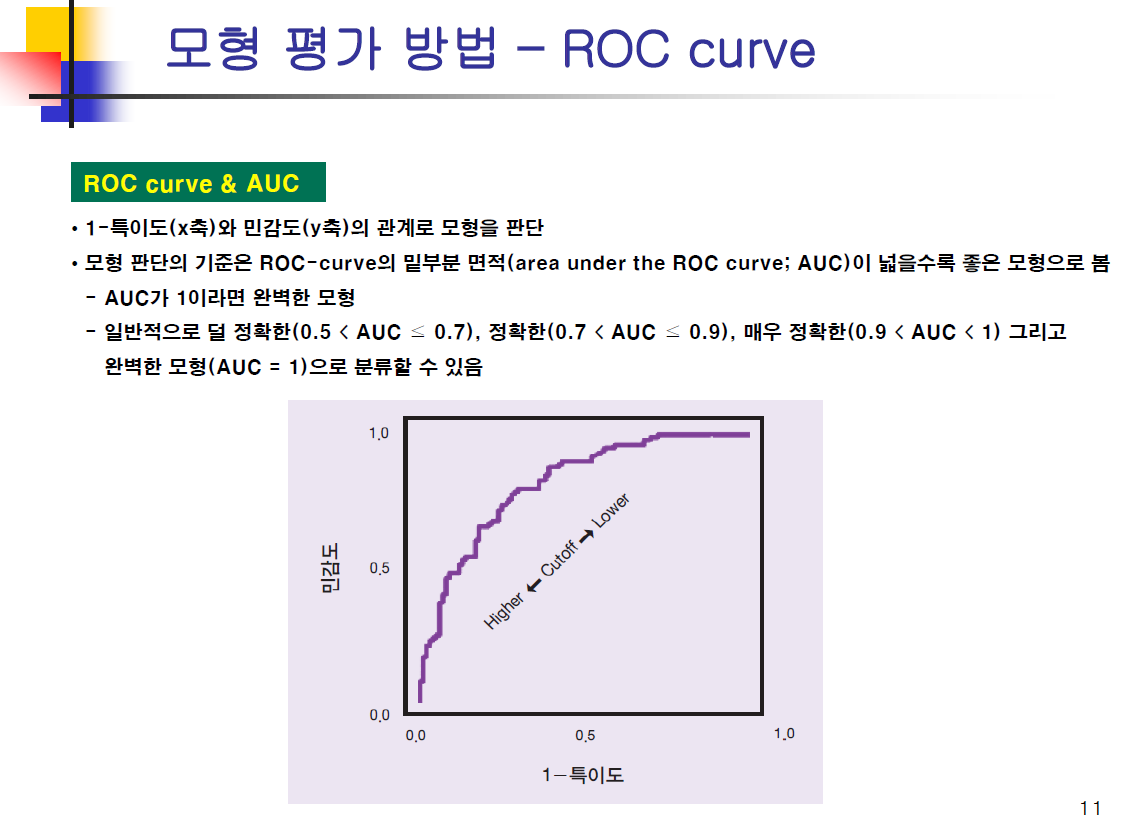 모형 평가 방법 – ROC curve
ROC curve & AUC
• 1-특이도(x축)와 민감도(y축)의 관계로 모형을 판단
• 모형 판단의 기준은 ROC-curve의 밑부분 면적(area under the ROC curve; AUC)이 넓을수록 좋은 모형으로 봄
- AUC가 1이라면 완벽한 모형
- 일반적으로 덜 정확한(0.5 < AUC ≤ 0.7), 정확한(0.7 < AUC ≤ 0.9), 매우 정확한(0.9 < AUC < 1) 그리고
완벽한 모형(AUC = 1)으로 분류할 수 있음
1.0
0.5
0.0
민감도
Higher ← Cutoff → Lower
0.0 0.5 1.0
1-특이도
11